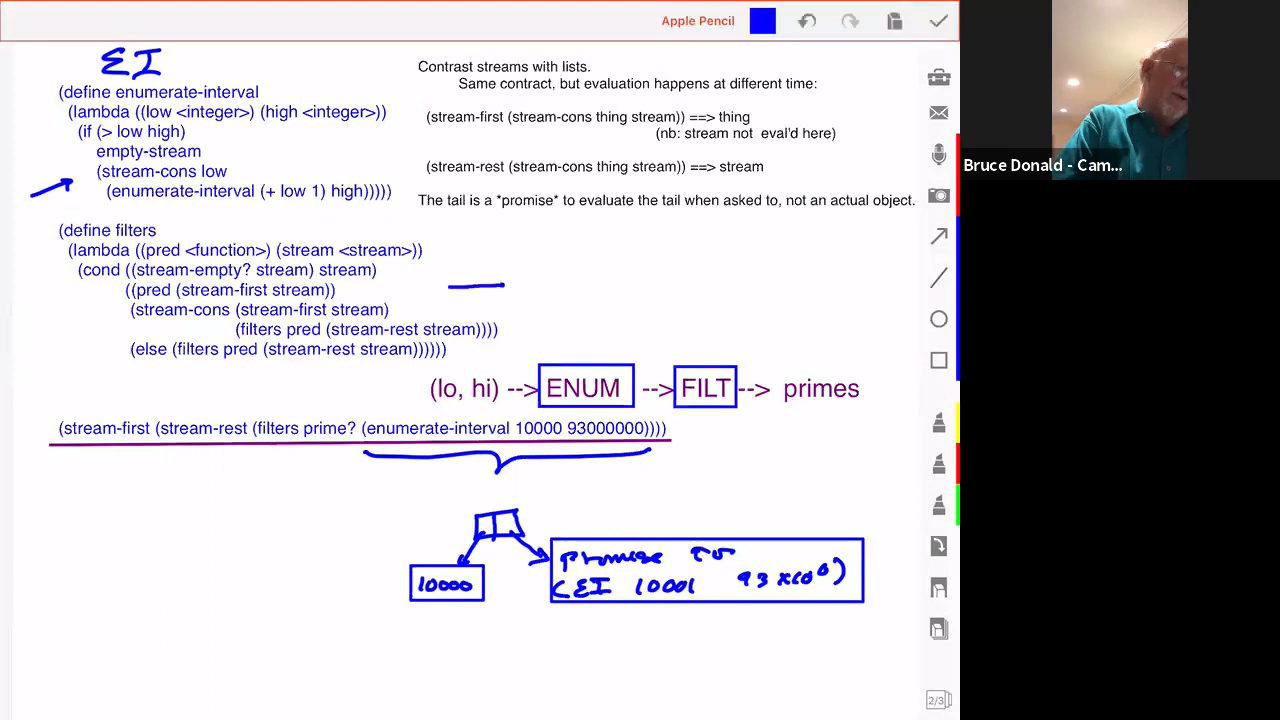 Apple Pencil
EI
(define enumerate-interval
(lambda ((low <integer>) (high <integer>))
(if (> low high)
empty-stream
(stream-cons low
(enumerate-interval (+ low 1) high)))))
(define filters
(lambda ((pred <function>) (stream <stream>))
(cond ((stream-empty? stream) stream)
((pred (stream-first stream))
(stream-cons (stream-first stream)
(filters pred (stream-rest stream))))
(else (filters pred (stream-rest stream))))))
Contrast streams with lists.
Same contract, but evaluation happens at different time:
(stream-first (stream-cons thing stream)) ==> thing
(nb: stream not eval'd here)
(stream-rest (stream-cons thing stream)) ==> stream
The tail is a *promise* to evaluate the tail when asked to, not an actual object.
(lo, hi) --> ENUM --> FILT --> primes
(stream-first (stream-rest (filters prime? (enumerate-interval 10000 93000000))))
10000
promise to
(EI 10001 93 x10^6)
2/3
Bruce Donald - Cam...